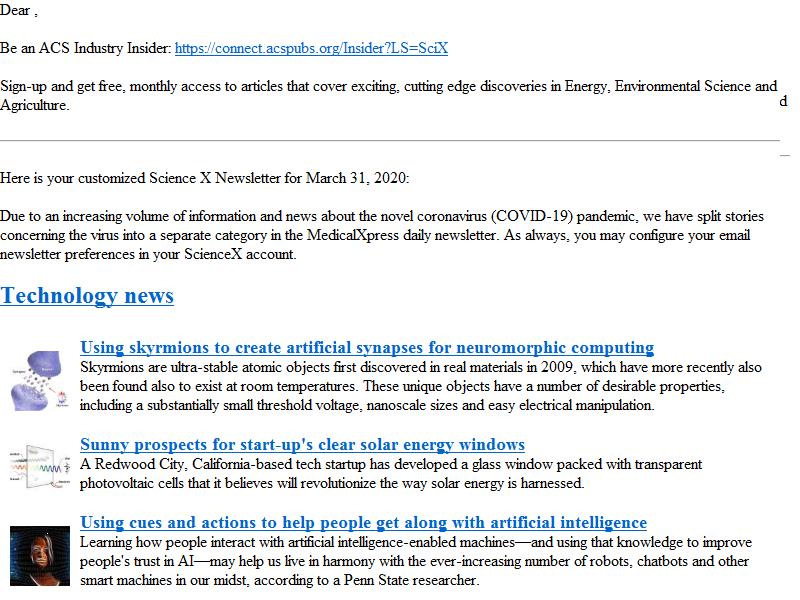 Dear ,
Be an ACS Industry Insider: https://connect.acspubs.org/Insider?LS=SciX
Sign-up and get free, monthly access to articles that cover exciting, cutting edge discoveries in Energy, Environmental Science and
Agriculture.
d
Here is your customized Science X Newsletter for March 31, 2020:
Due to an increasing volume of information and news about the novel coronavirus (COVID-19) pandemic, we have split stories
concerning the virus into a separate category in the MedicalXpress daily newsletter. As always, you may configure your email
newsletter preferences in your ScienceX account.
Technology news
Using skyrmions to create artificial synapses for neuromorphic computing
Skyrmions are ultra-stable atomic objects first discovered in real materials in 2009, which have more recently also
been found also to exist at room temperatures. These unique objects have a number of desirable properties,
including a substantially small threshold voltage, nanoscale sizes and easy electrical manipulation.
Sunny prospects for start-up's clear solar energy windows
A Redwood City, California-based tech startup has developed a glass window packed with transparent
photovoltaic cells that it believes will revolutionize the way solar energy is harnessed.
Using cues and actions to help people get along with artificial intelligence
Learning how people interact with artificial intelligence-enabled machines—and using that knowledge to improve
people's trust in AI—may help us live in harmony with the ever-increasing number of robots, chatbots and other
smart machines in our midst, according to a Penn State researcher.